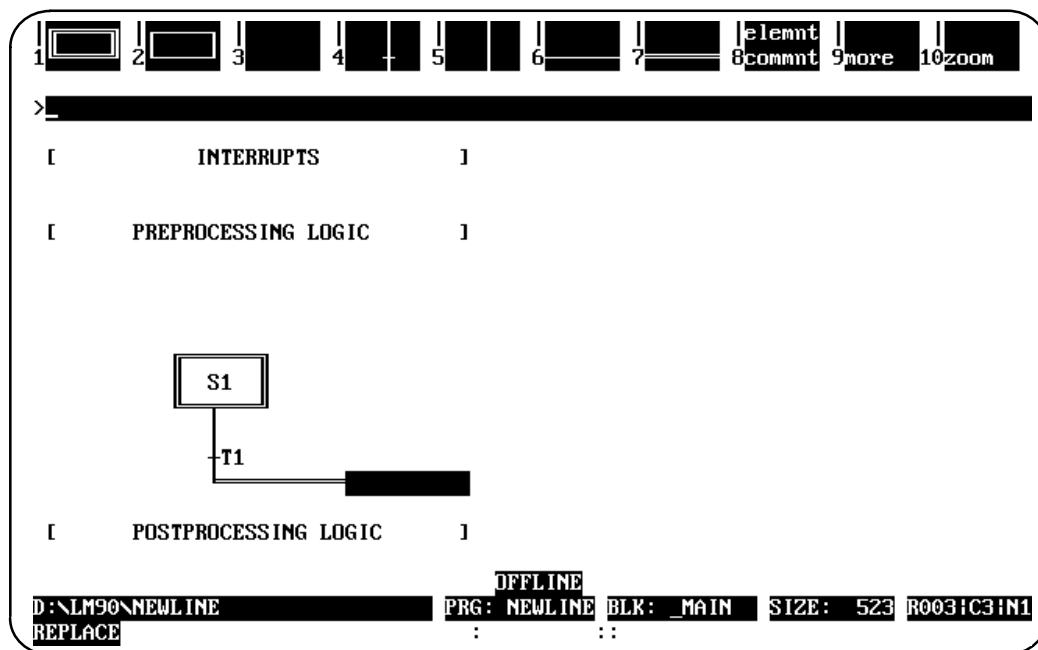 elemnt
1 2 3 4 5 6 7 8commnt 9more 10zoom
>_
[ INTERRUPTS ]
[ PREPROCESSING LOGIC ]
S1
T1
[ POSTPROCESSING LOGIC ]
OFFLINE
D:\LM90\NEWLINE PRG: NEWLINE BLK: _MAIN SIZE: 523 R003¦C3¦N1
REPLACE : ::